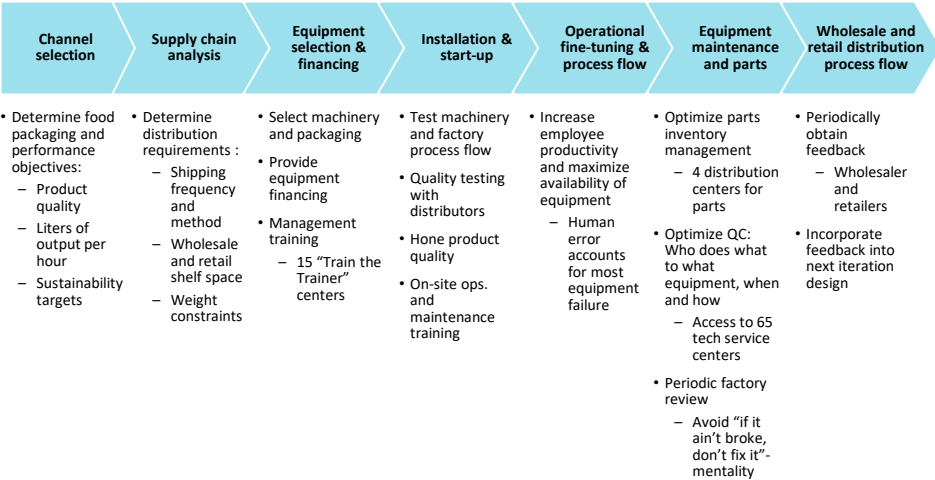 Channel
selection
Supply chain
analysis
Equipment
selection &
financing
Installation &
start-up
Operational
fine-tuning &
process flow
Equipment
maintenance
and parts
Wholesale and
retail distribution
process flow
• Determine food
packaging and
performance
objectives:
– Product
quality
– Liters of
output per
hour
– Sustainability
targets
• Determine
distribution
requirements :
– Shipping
frequency
and
method
– Wholesale
and retail
shelf space
– Weight
constraints
• Select machinery
and packaging
• Provide
equipment
financing
• Management
training
– 15 “Train the
Trainer”
centers
• Test machinery
and factory
process flow
• Quality testing
with
distributors
• Hone product
quality
• On-site ops.
and
maintenance
training
• Increase
employee
productivity
and maximize
availability of
equipment
– Human
error
accounts
for most
equipment
failure
• Optimize parts
inventory
management
– 4 distribution
centers for
parts
• Optimize QC:
Who does what
to what
equipment, when
and how
– Access to 65
tech service
centers
• Periodic factory
review
– Avoid “if it
ain’t broke,
don’t fix it”-
mentality
• Periodically
obtain
feedback
– Wholesaler
and
retailers
• Incorporate
feedback into
next iteration
design